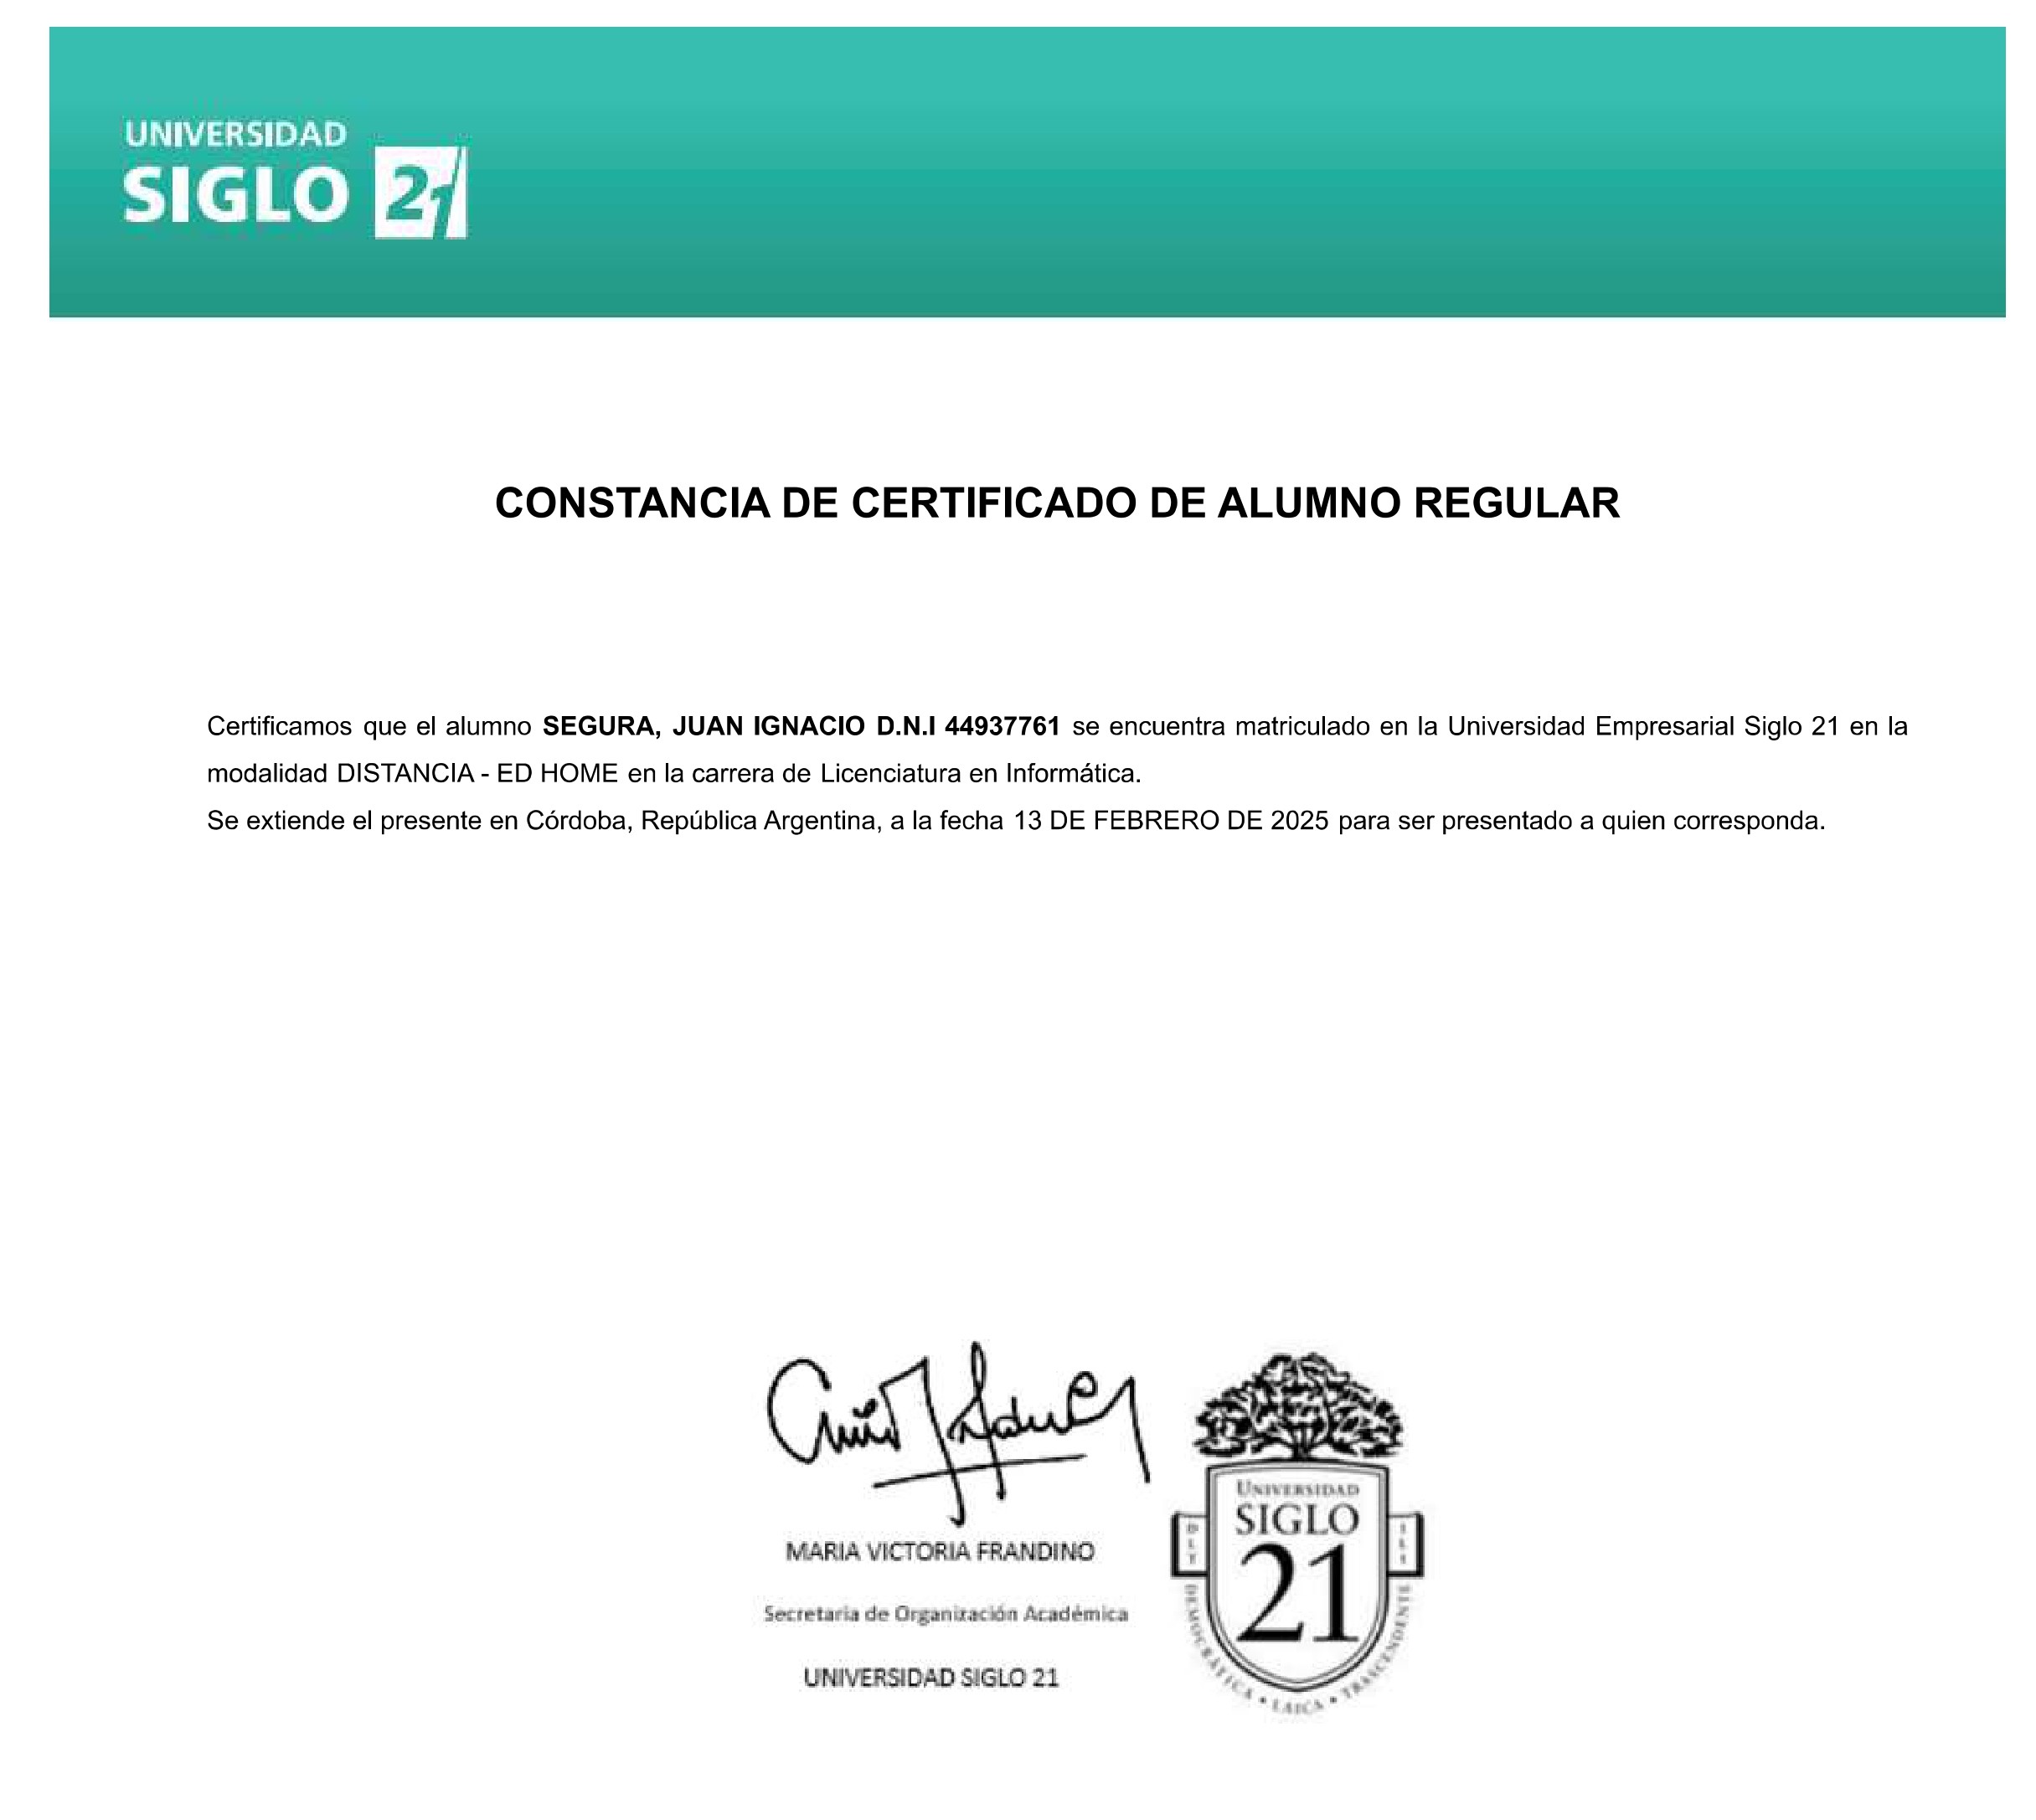 UNIVERSIDAD
SIGLO 21
CONSTANCIA DE CERTIFICADO DE ALUMNO REGULAR
Certificamos que el alumno SEGURA, JUAN IGNACIO D.N.I 44937761 se encuentra matriculado en la Universidad Empresarial Siglo 21 en la
modalidad DISTANCIA - ED HOME en la carrera de Licenciatura en Informática.
Se extiende el presente en Córdoba, República Argentina, a la fecha 13 DE FEBRERO DE 2025 para ser presentado a quien corresponda.
MARIA VICTORIA FRANDINO
Secretaria de Organización Académica
UNIVERSIDAD SIGLO 21
UNIVERSIDAD
SIGLO
21
DEMOCRÁTICA • LAICA • TRASCENDENTE